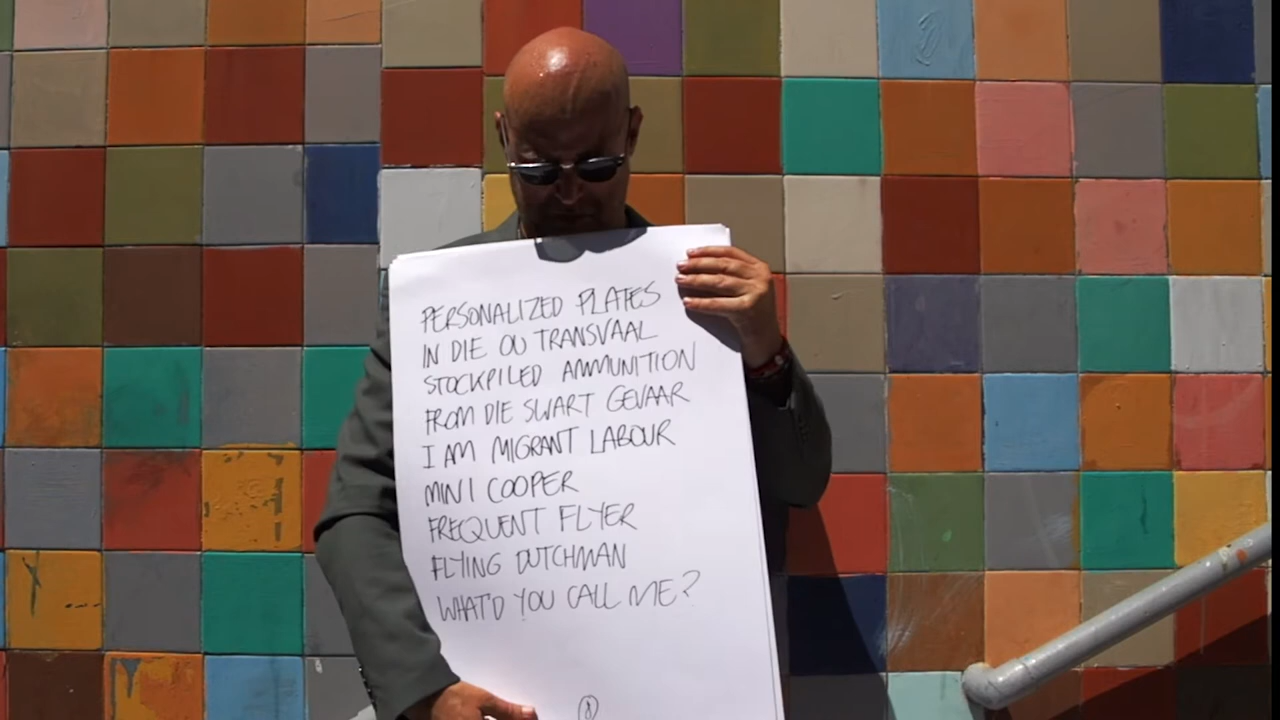 PERSONALIZED PLATES
IN DIE OU TRANSVAAL
STOCKPILED AMMUNITION
FROM DIE SWART GEVAAR
I AM MIGRANT LABOUR
MINI COOPER
FREQUENT FLYER
FLYING DUTCHMAN
WHAT'D YOU CALL ME?